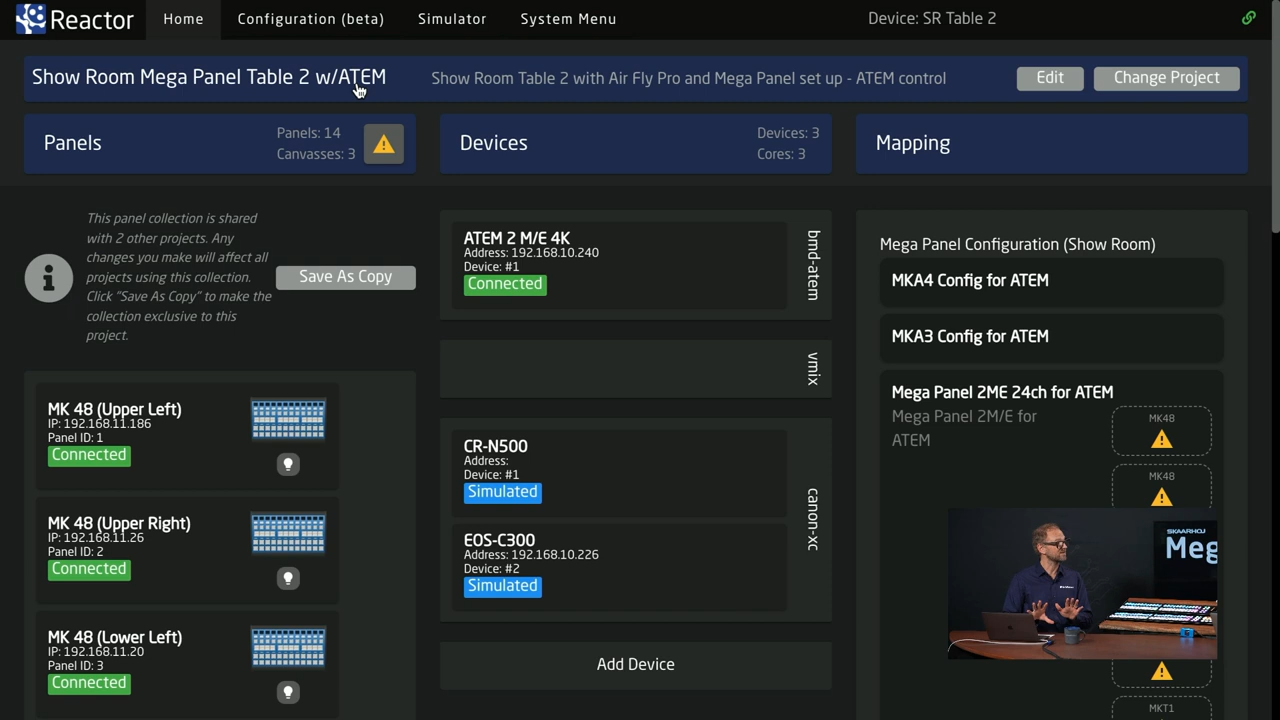 Reactor
Home
Configuration (beta)
Simulator
System Menu
Device: SR Table 2
Show Room Mega Panel Table 2 w/ATEM
Show Room Table 2 with Air Fly Pro and Mega Panel set up - ATEM control
Edit
Change Project
Panels
Panels: 14
Canvasses: 3
Devices
Devices: 3
Cores: 3
Mapping
This panel collection is shared
with 2 other projects. Any
changes you make will affect all
projects using this collection.
Click "Save As Copy" to make the
collection exclusive to this
project.
Save As Copy
MK 48 (Upper Left)
IP: 192.168.11.186
Panel ID: 1
Connected
MK 48 (Upper Right)
IP: 192.168.11.26
Panel ID: 2
Connected
MK 48 (Lower Left)
IP: 192.168.11.20
Panel ID: 3
Connected
ATEM 2 M/E 4K
Address: 192.168.10.240
Device: #1
Connected
bmd-atem
vmix
CR-N500
Address:
Device: #1
Simulated
EOS-C300
Address: 192.168.10.226
Device: #2
Simulated
canon-xc
Add Device
Mega Panel Configuration (Show Room)
MKA4 Config for ATEM
MKA3 Config for ATEM
Mega Panel 2ME 24ch for ATEM
Mega Panel 2M/E for
ATEM
MK48
MK48
SKAARHOJ
Meg
MKT1